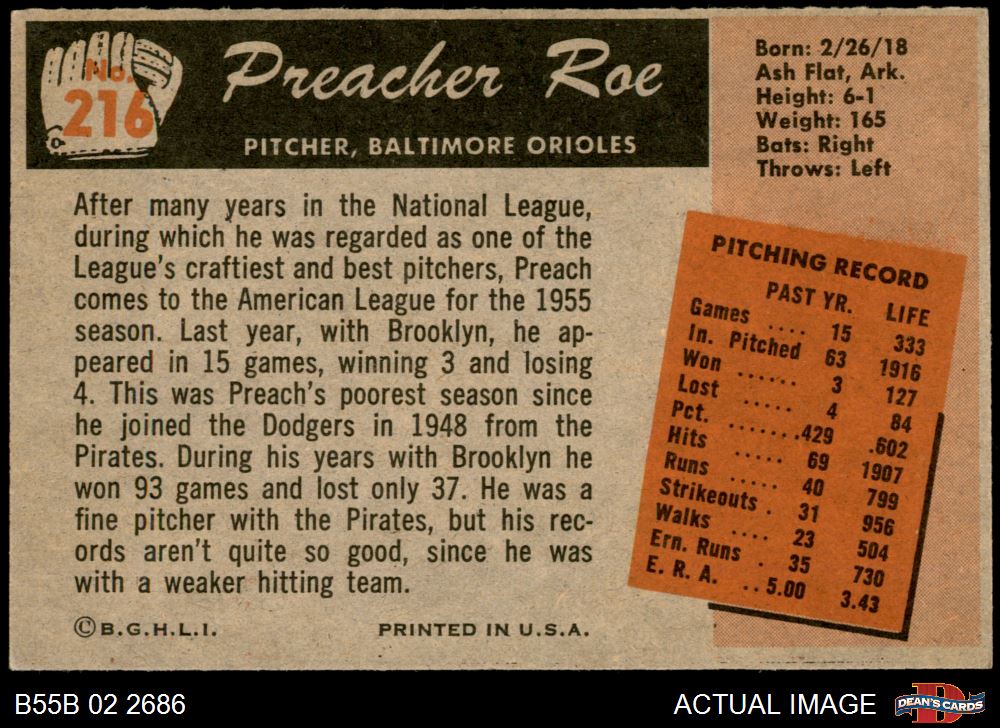 No.
216
Preacher Roe
PITCHER, BALTIMORE ORIOLES
Born: 2/26/18
Ash Flat, Ark.
Height: 6-1
Weight: 165
Bats: Right
Throws: Left
After many years in the National League,
during which he was regarded as one of the
League's craftiest and best pitchers, Preach
comes to the American League for the 1955
season. Last year, with Brooklyn, he ap-
peared in 15 games, winning 3 and losing
4. This was Preach's poorest season since
he joined the Dodgers in 1948 from the
Pirates. During his years with Brooklyn he
won 93 games and lost only 37. He was a
fine pitcher with the Pirates, but his rec-
ords aren't quite so good, since he was
with a weaker hitting team.
©B.G.H.L.I. PRINTED IN U.S.A.
PITCHING RECORD
PAST YR. LIFE
Games .... 15 333
In. Pitched 63 1916
Won ...... 3 127
Lost ..... 4 84
Pct. .......429 .602
Hits ..... 69 1907
Runs ..... 40 799
Strikeouts . 31 956
Walks .... 23 504
Ern. Runs . 35 730
E. R. A. ..5.00 3.43
B55B 02 2686 ACTUAL IMAGE
D
DEAN'S CARDS